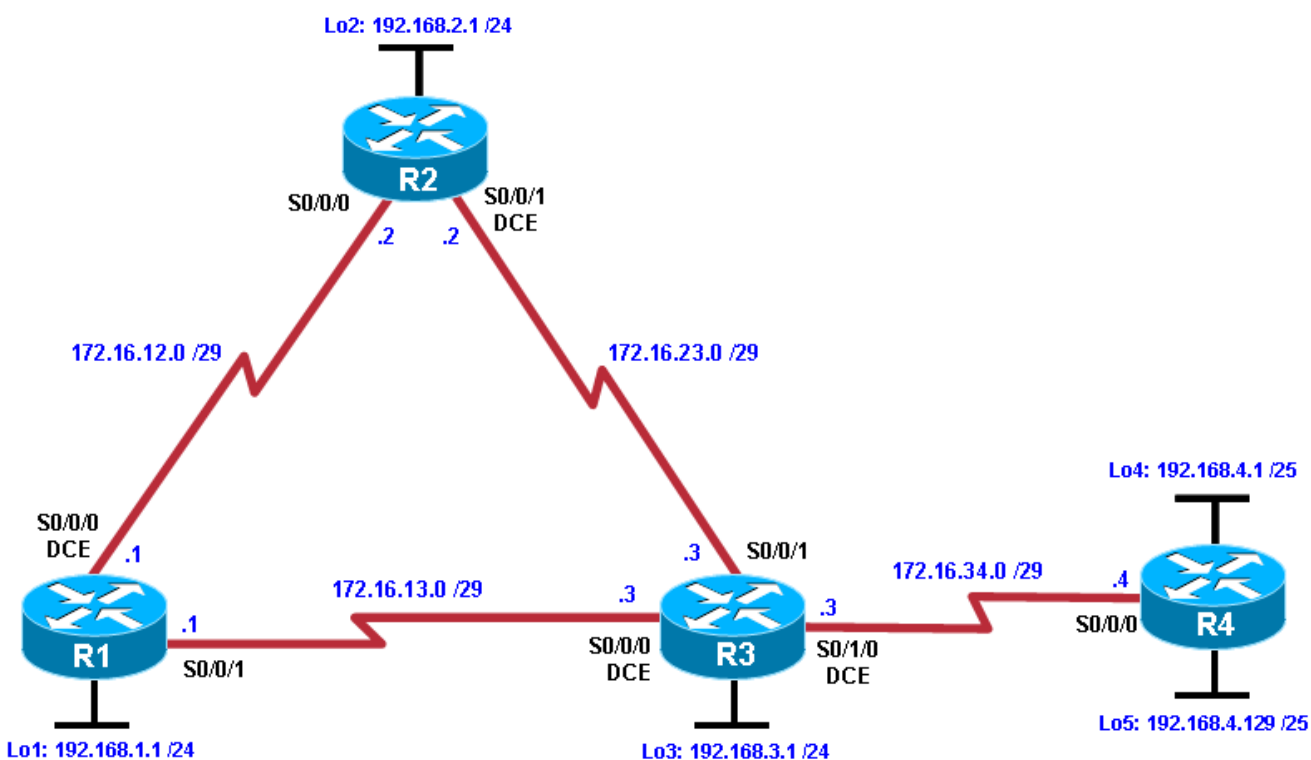 Lo2: 192.168.2.1 /24
R2
S0/0/0
S0/0/1
DCE
.2
.2
172.16.12.0 /29
172.16.23.0 /29
Lo4: 192.168.4.1 /25
S0/0/0
DCE
.1
.3
S0/0/1
172.16.13.0 /29
.3
172.16.34.0 /29
.4
.3
.1
R1
S0/0/1
S0/0/0
DCE
R3
S0/1/0
DCE
S0/0/0
R4
Lo1: 192.168.1.1 /24
Lo3: 192.168.3.1 /24
Lo5: 192.168.4.129 /25